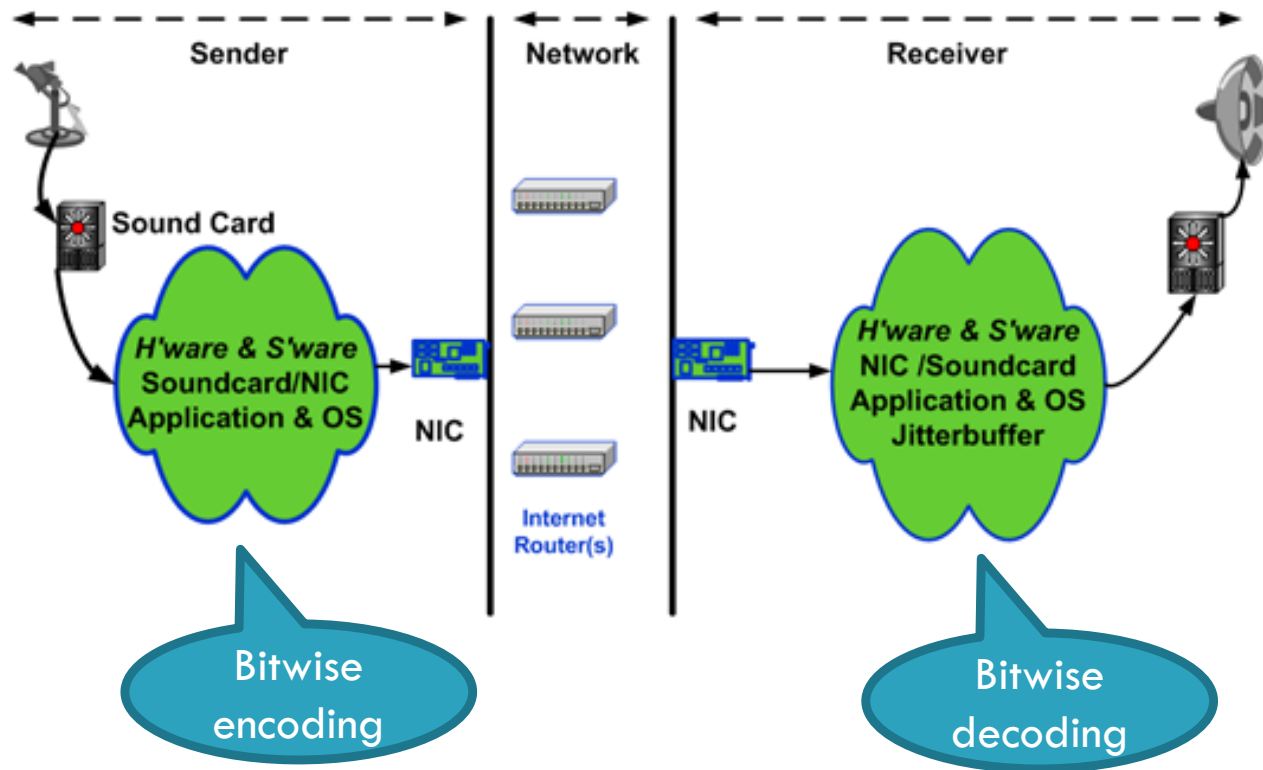 Sender
Network
Receiver
Sound Card
H'ware & S'ware
Soundcard/NIC
Application & OS
NIC
Internet
Router(s)
NIC
H'ware & S'ware
NIC /Soundcard
Application & OS
Jitterbuffer
Bitwise
encoding
Bitwise
decoding